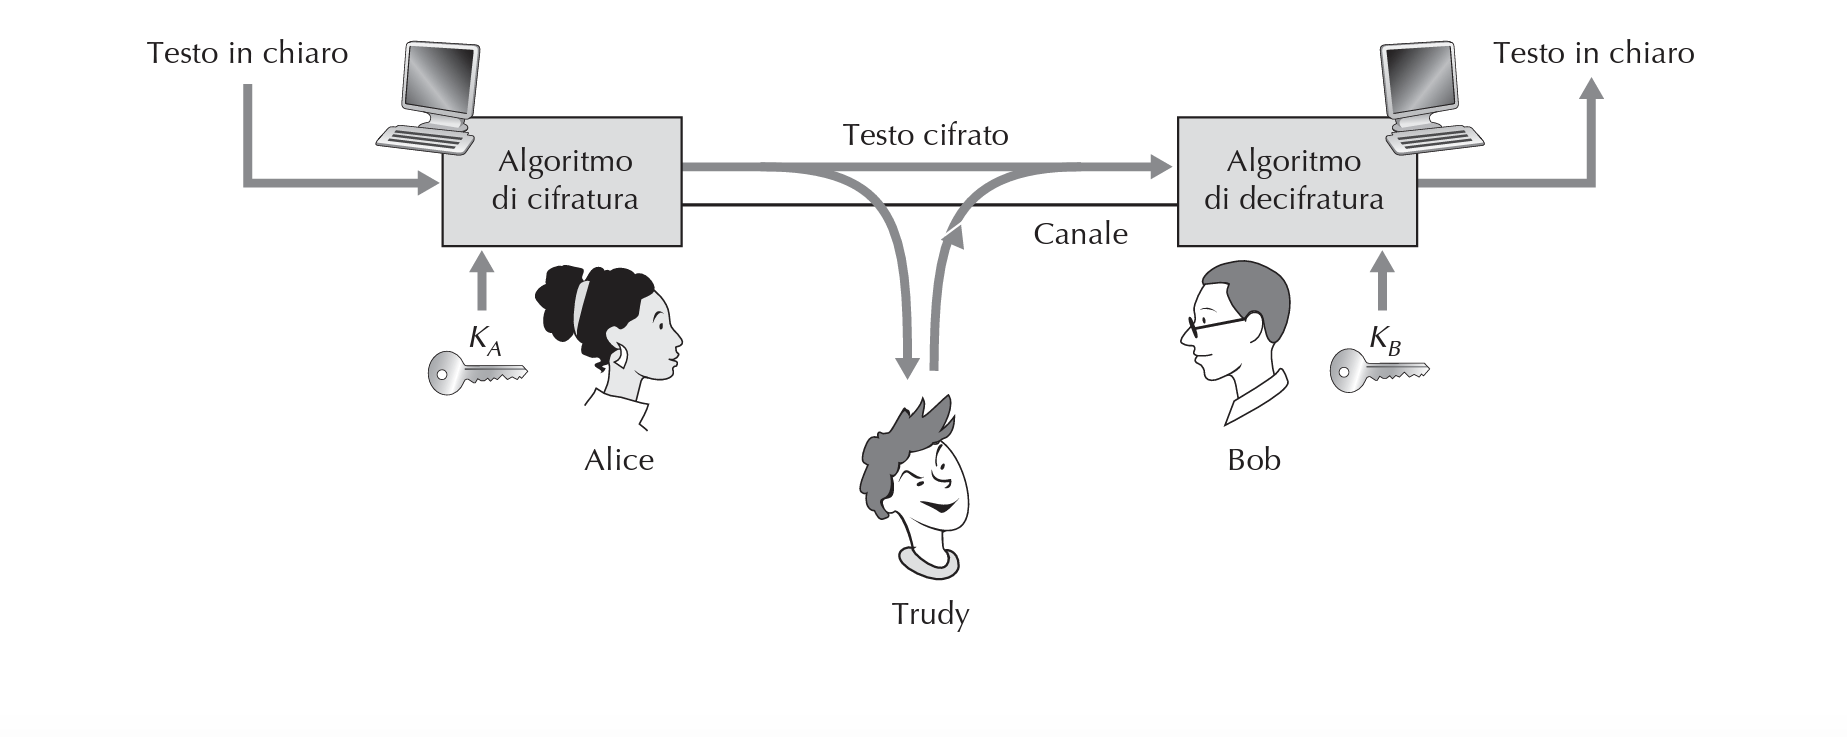 Testo in chiaro
Testo in chiaro
Testo cifrato
Algoritmo
di cifratura
Algoritmo
di decifratura
Canale
K_A
K_B
Alice
Bob
Trudy